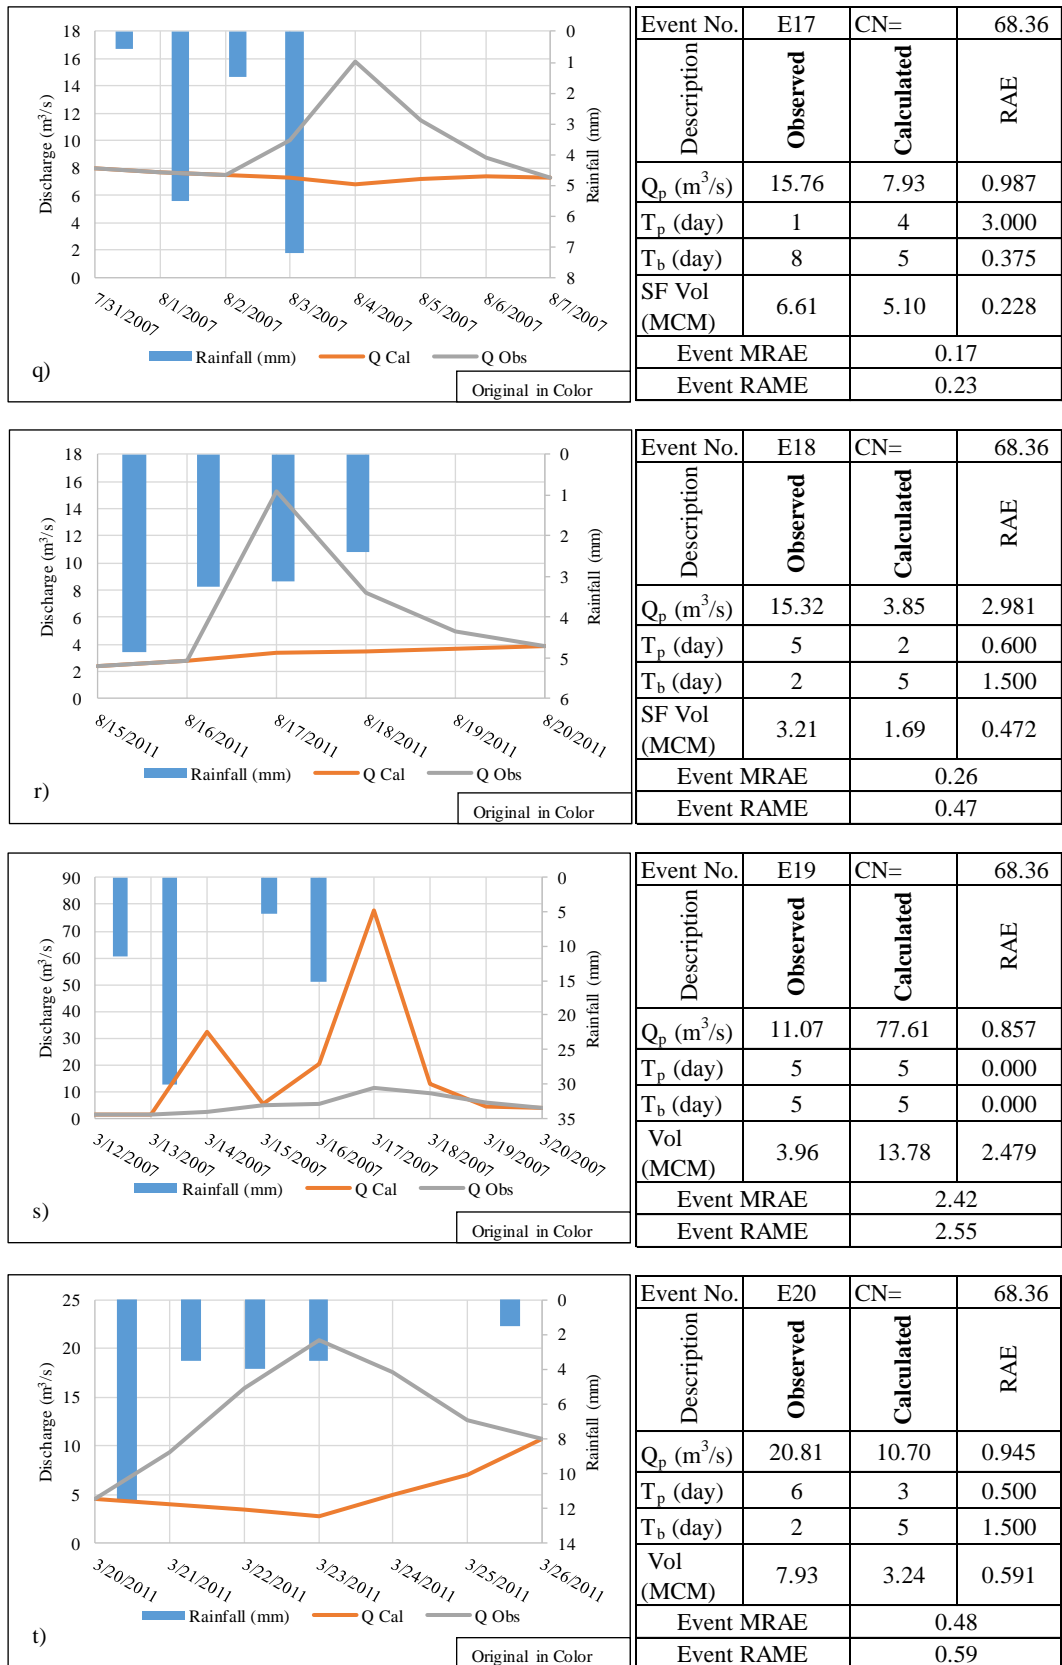 18
16
14
12
10
8
6
4
2
0
Discharge (m³/s)
0
1
2
3
4
5
6
7
8
Rainfall (mm)
7/31/2007 8/1/2007 8/2/2007 8/3/2007 8/4/2007 8/5/2007 8/6/2007 8/7/2007
Rainfall (mm) Q Cal Q Obs
q)
Original in Color
Event No. E17 CN= 68.36
Description Observed Calculated RAE
Qp (m³/s) 15.76 7.93 0.987
Tp (day) 1 4 3.000
Tb (day) 8 5 0.375
SF Vol
(MCM) 6.61 5.10 0.228
Event MRAE 0.17
Event RAME 0.23
18
16
14
12
10
8
6
4
2
0
Discharge (m³/s)
0
1
2
3
4
5
6
Rainfall (mm)
8/15/2011 8/16/2011 8/17/2011 8/18/2011 8/19/2011 8/20/2011
Rainfall (mm) Q Cal Q Obs
r)
Original in Color
Event No. E18 CN= 68.36
Description Observed Calculated RAE
Qp (m³/s) 15.32 3.85 2.981
Tp (day) 5 2 0.600
Tb (day) 2 5 1.500
SF Vol
(MCM) 3.21 1.69 0.472
Event MRAE 0.26
Event RAME 0.47
90
80
70
60
50
40
30
20
10
0
Discharge (m³/s)
0
5
10
15
20
25
30
35
Rainfall (mm)
3/12/2007 3/13/2007 3/14/2007 3/15/2007 3/16/2007 3/17/2007 3/18/2007 3/19/2007 3/20/2007
Rainfall (mm) Q Cal Q Obs
s)
Original in Color
Event No. E19 CN= 68.36
Description Observed Calculated RAE
Qp (m³/s) 11.07 77.61 0.857
Tp (day) 5 5 0.000
Tb (day) 5 5 0.000
Vol
(MCM) 3.96 13.78 2.479
Event MRAE 2.42
Event RAME 2.55
25
20
15
10
5
0
Discharge (m³/s)
0
2
4
6
8
10
12
14
Rainfall (mm)
3/20/2011 3/21/2011 3/22/2011 3/23/2011 3/24/2011 3/25/2011 3/26/2011
Rainfall (mm) Q Cal Q Obs
t)
Original in Color
Event No. E20 CN= 68.36
Description Observed Calculated RAE
Qp (m³/s) 20.81 10.70 0.945
Tp (day) 6 3 0.500
Tb (day) 2 5 1.500
Vol
(MCM) 7.93 3.24 0.591
Event MRAE 0.48
Event RAME 0.59